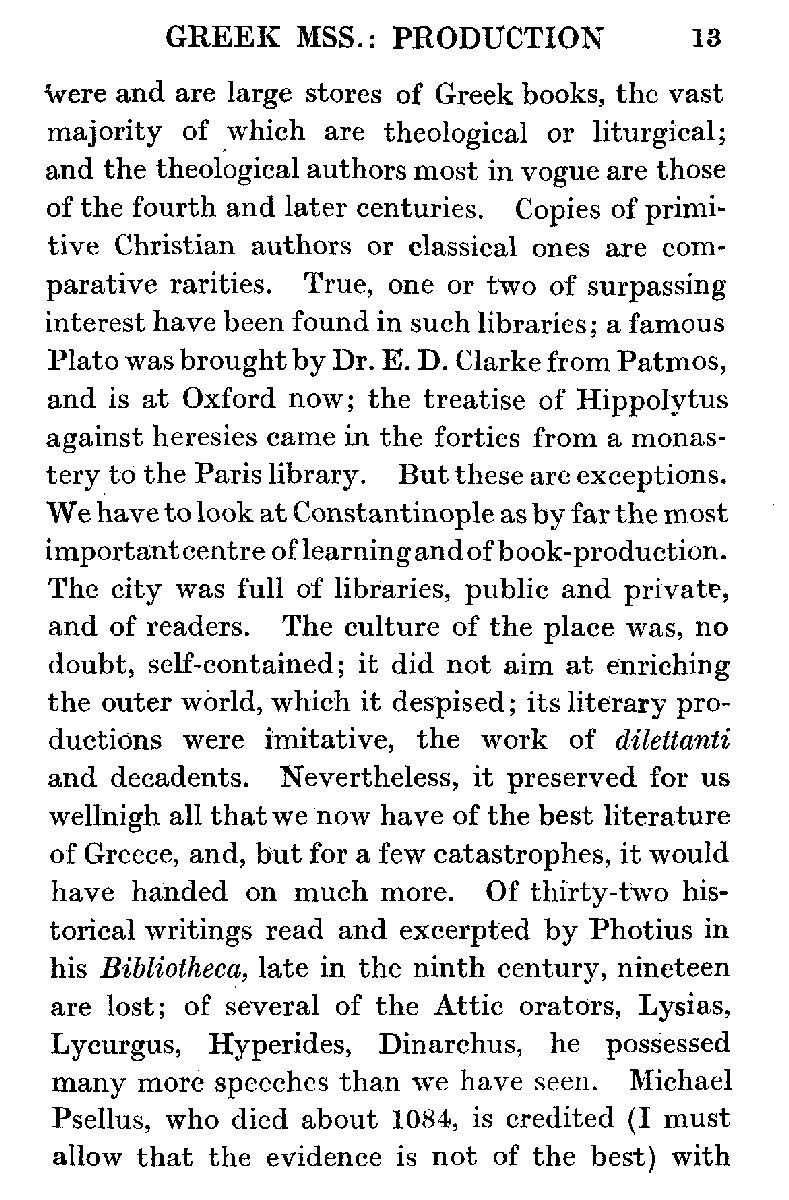 GREEK MSS.: PRODUCTION 13
were and are large stores of Greek books, the vast
majority of which are theological or liturgical;
and the theological authors most in vogue are those
of the fourth and later centuries. Copies of primi-
tive Christian authors or classical ones are com-
parative rarities. True, one or two of surpassing
interest have been found in such libraries; a famous
Plato was brought by Dr. E. D. Clarke from Patmos,
and is at Oxford now; the treatise of Hippolytus
against heresies came in the forties from a monas-
tery to the Paris library. But these are exceptions.
We have to look at Constantinople as by far the most
important centre of learning and of book-production.
The city was full of libraries, public and private,
and of readers. The culture of the place was, no
doubt, self-contained; it did not aim at enriching
the outer world, which it despised; its literary pro-
ductions were imitative, the work of dilettanti
and decadents. Nevertheless, it preserved for us
wellnigh all that we now have of the best literature
of Greece, and, but for a few catastrophes, it would
have handed on much more. Of thirty-two his-
torical writings read and excerpted by Photius in
his Bibliotheca, late in the ninth century, nineteen
are lost; of several of the Attic orators, Lysias,
Lycurgus, Hyperides, Dinarchus, he possessed
many more speeches than we have seen. Michael
Psellus, who died about 1084, is credited (I must
allow that the evidence is not of the best) with